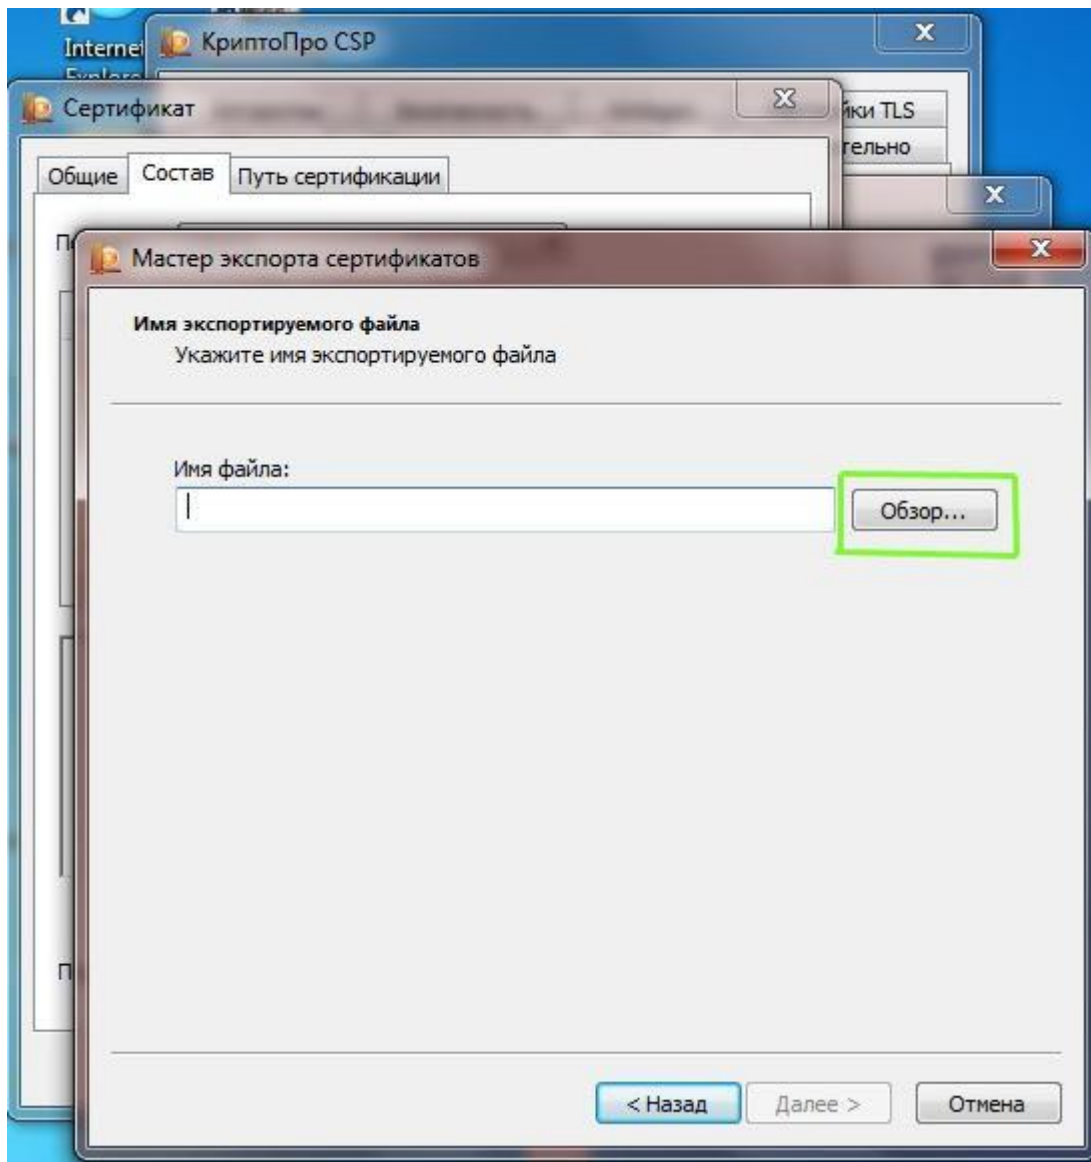 Interne
КриптоПро CSP
Сертификат
йки TLS
тельно
Общие
Состав
Путь сертификации
Мастер экспорта сертификатов
Имя экспортируемого файла
Укажите имя экспортируемого файла
Имя файла:
Обзор...
< Назад
Далее >
Отмена